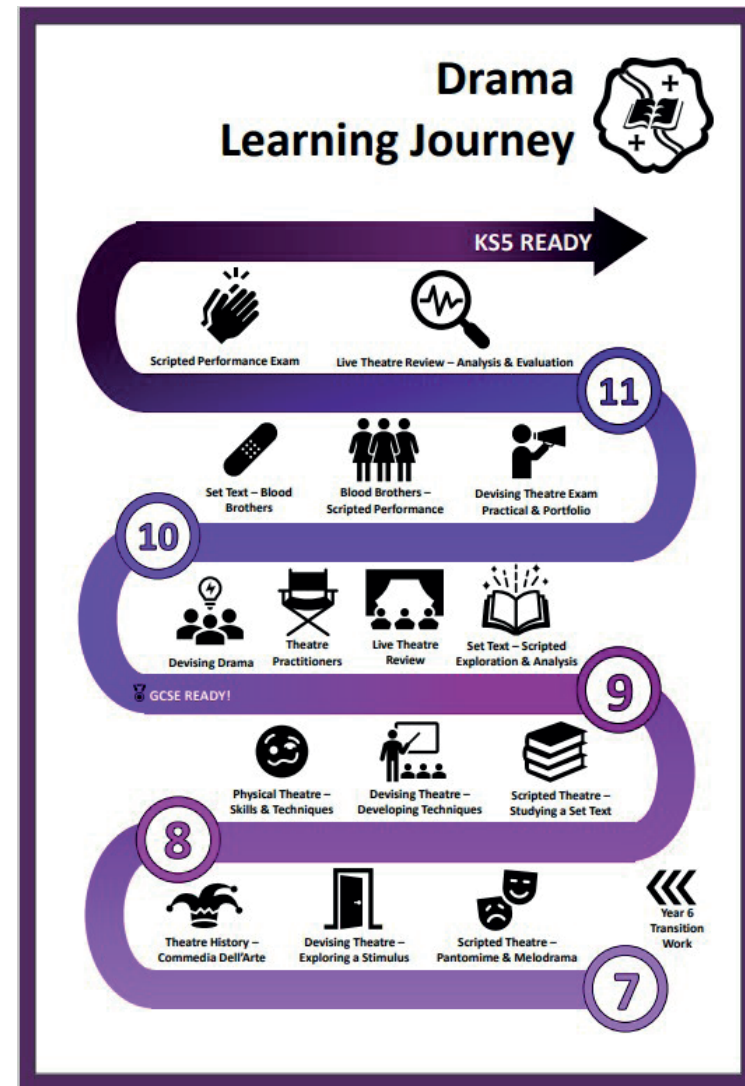 Drama
Learning Journey
KS5 READY
Scripted Performance Exam
Live Theatre Review – Analysis & Evaluation
11
Set Text – Blood
Brothers
Blood Brothers –
Scripted Performance
Devising Theatre Exam
Practical & Portfolio
10
Devising Drama
Theatre
Practitioners
Live Theatre
Review
Set Text – Scripted
Exploration & Analysis
GCSE READY!
9
Physical Theatre –
Skills & Techniques
Devising Theatre –
Developing Techniques
Scripted Theatre –
Studying a Set Text
8
Theatre History –
Commedia Dell’Arte
Devising Theatre –
Exploring a Stimulus
Scripted Theatre –
Pantomime & Melodrama
Year 6
Transition
Work
7